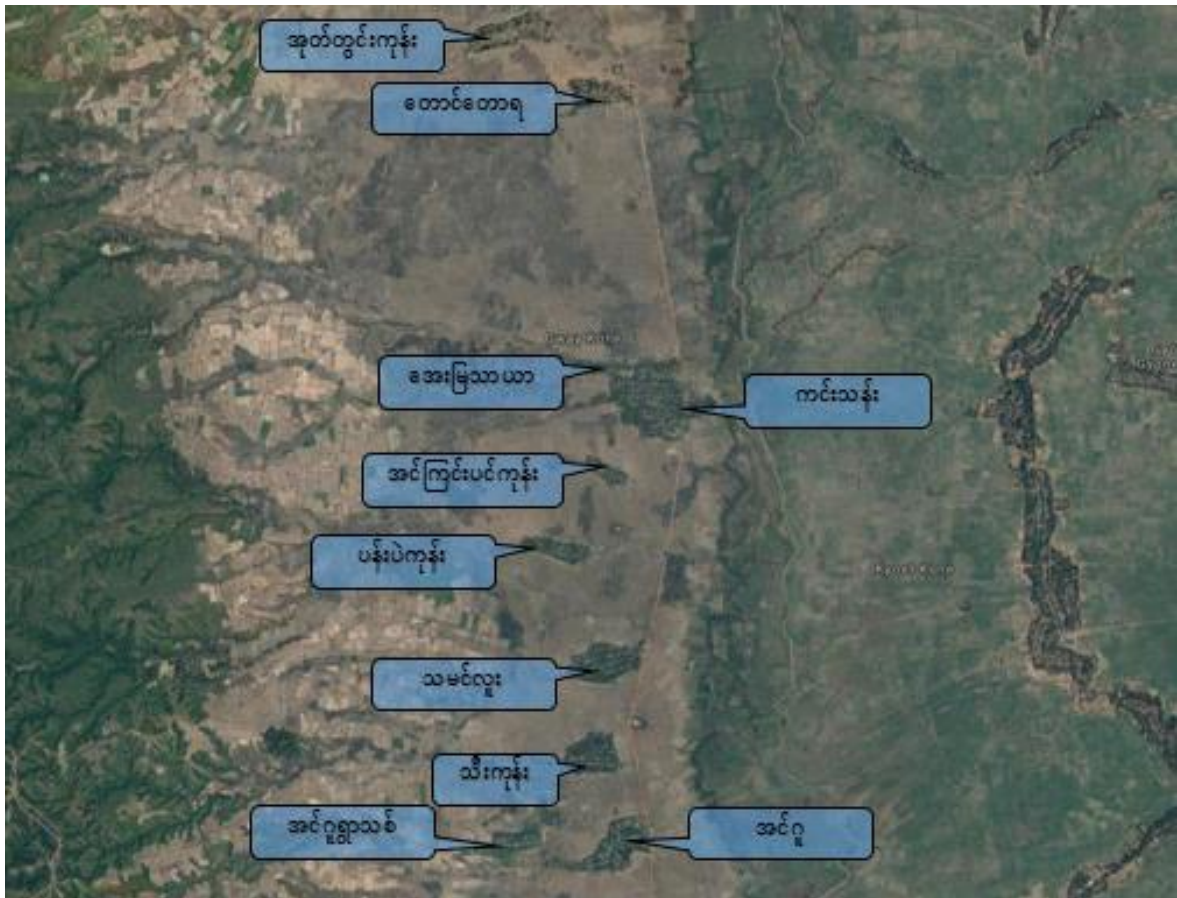 အုတ်တွင်းကုန်း
တောင်တောရ
အေးမြသာယာ
ကင်းသန်း
အင်ကြင်းပင်ကုန်း
ပန်းပဲကုန်း
သမင်လူး
သီးကုန်း
အင်ဂူရွာသစ်
အင်ဂူ